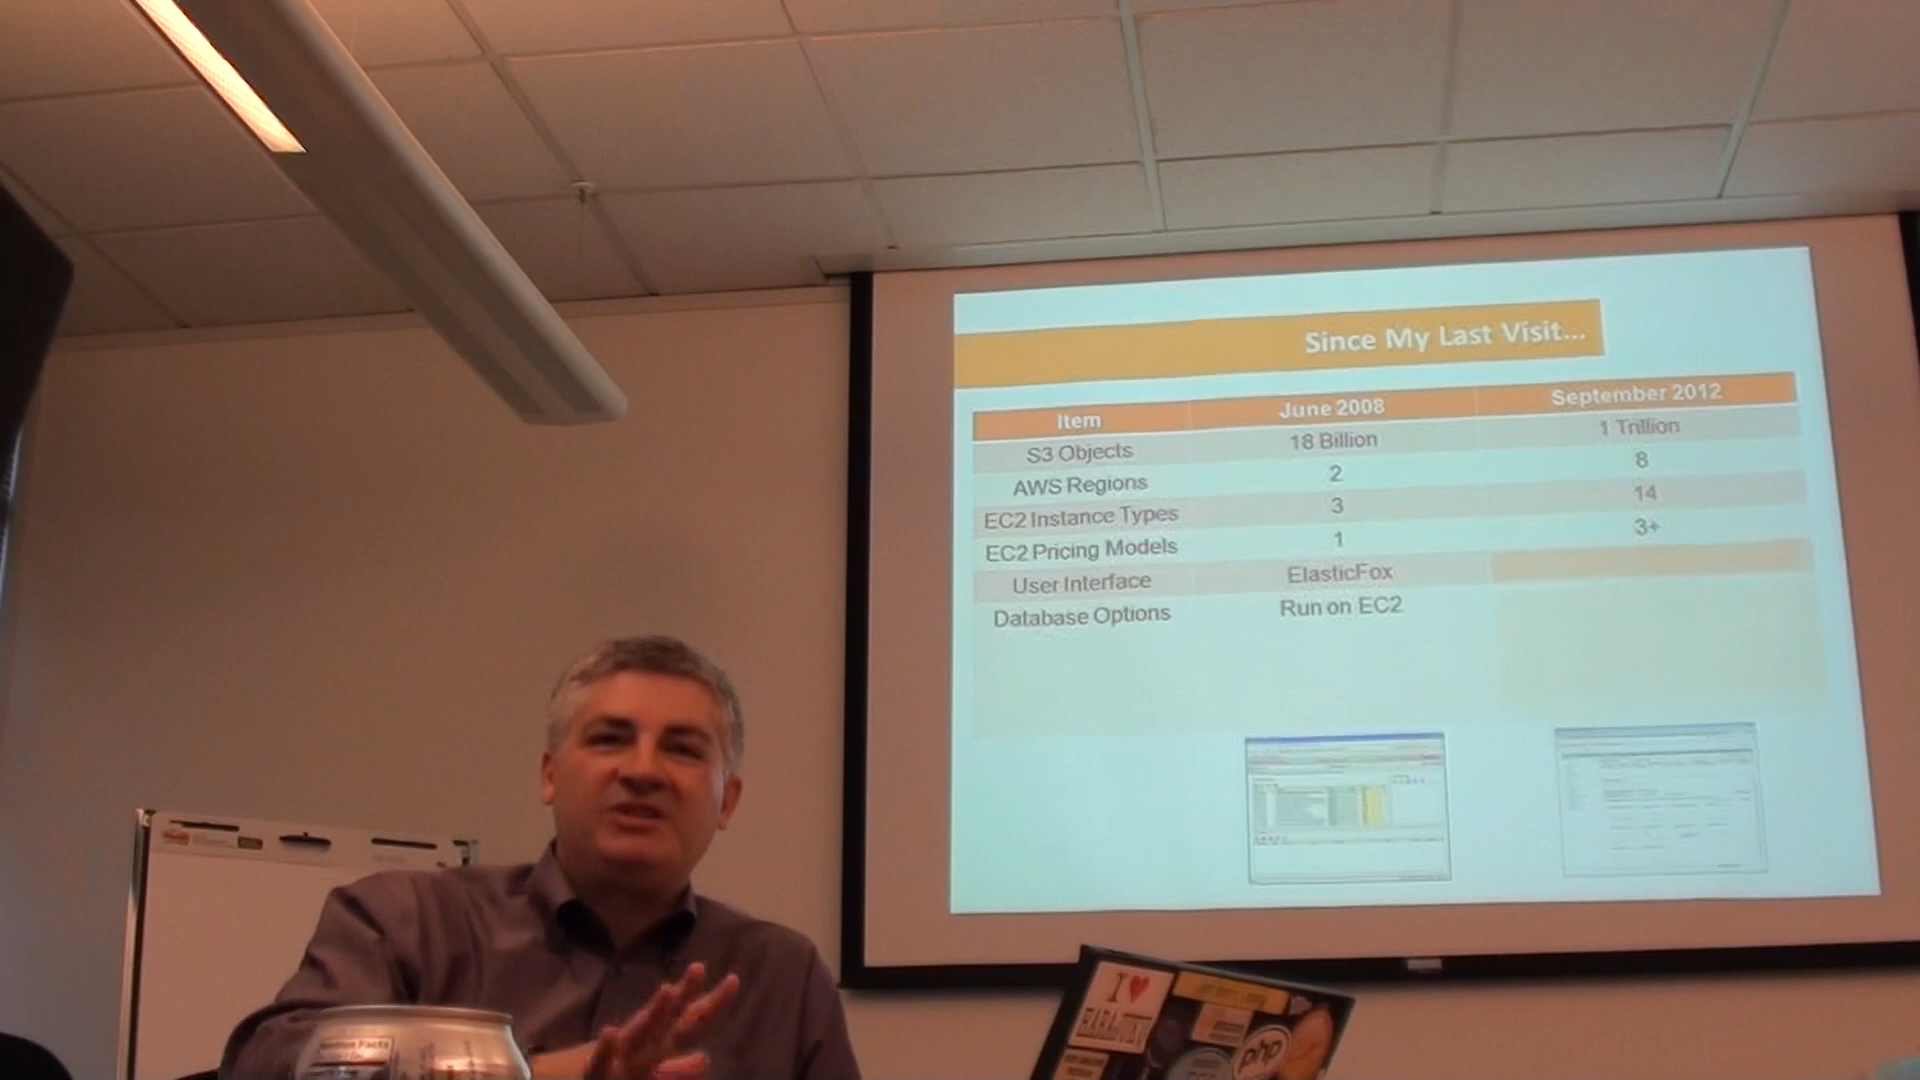 Since My Last Visit...
Item June 2008 September 2012
S3 Objects 18 Billion 1 Trillion
AWS Regions 2 8
EC2 Instance Types 3 14
EC2 Pricing Models 1 3+
User Interface ElasticFox
Database Options Run on EC2
I
php